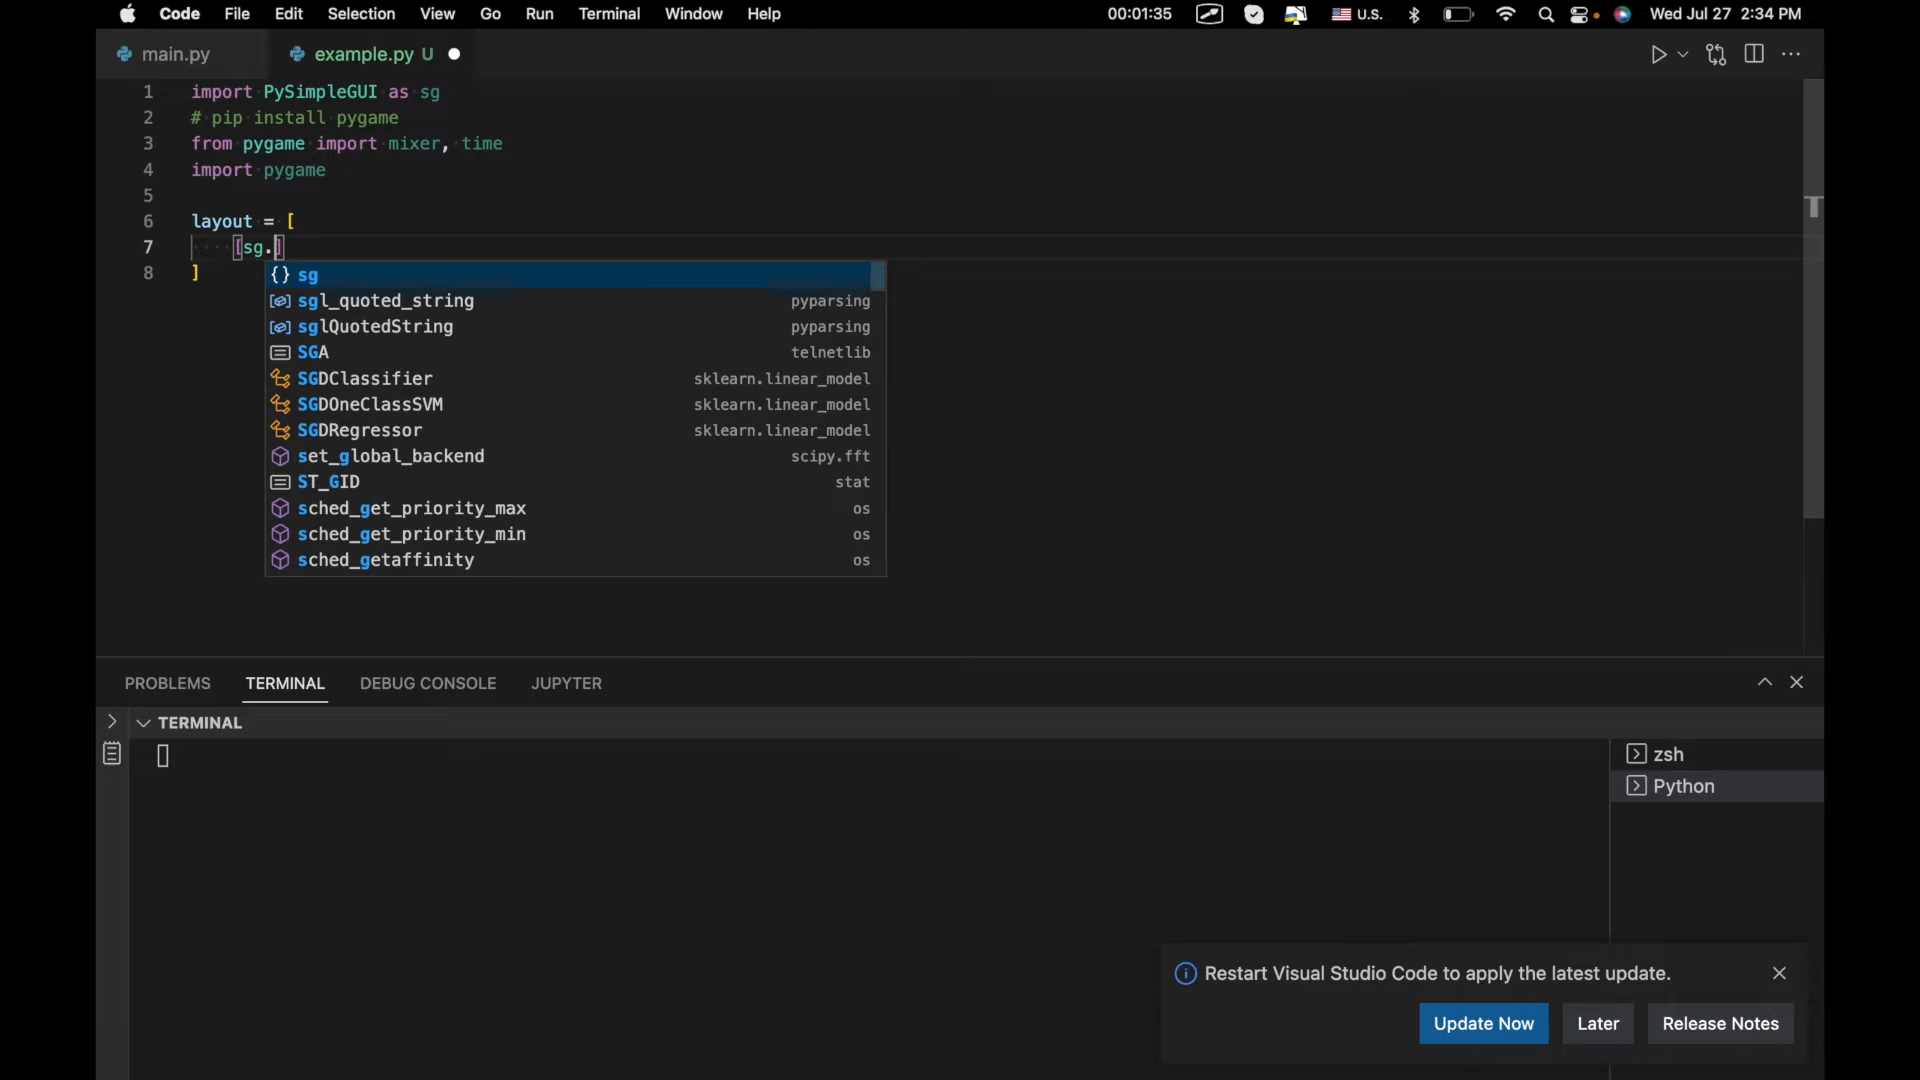 Code File Edit Selection View Go Run Terminal Window Help 00:01:35 U.S. Wed Jul 27 2:34 PM
main.py example.py U
1 import PySimpleGUI as sg
2 # pip install pygame
3 from pygame import mixer, time
4 import pygame
5
6 layout = [
7 [sg.]
8 ]
{} sg
sgl_quoted_string pyparsing
sglQuotedString pyparsing
SGA telnetlib
SGDClassifier sklearn.linear_model
SGDOneClassSVM sklearn.linear_model
SGDRegressor sklearn.linear_model
set_global_backend scipy.fft
ST_GID stat
sched_get_priority_max os
sched_get_priority_min os
sched_getaffinity os
PROBLEMS TERMINAL DEBUG CONSOLE JUPYTER
TERMINAL
zsh
Python
Restart Visual Studio Code to apply the latest update.
Update Now Later Release Notes